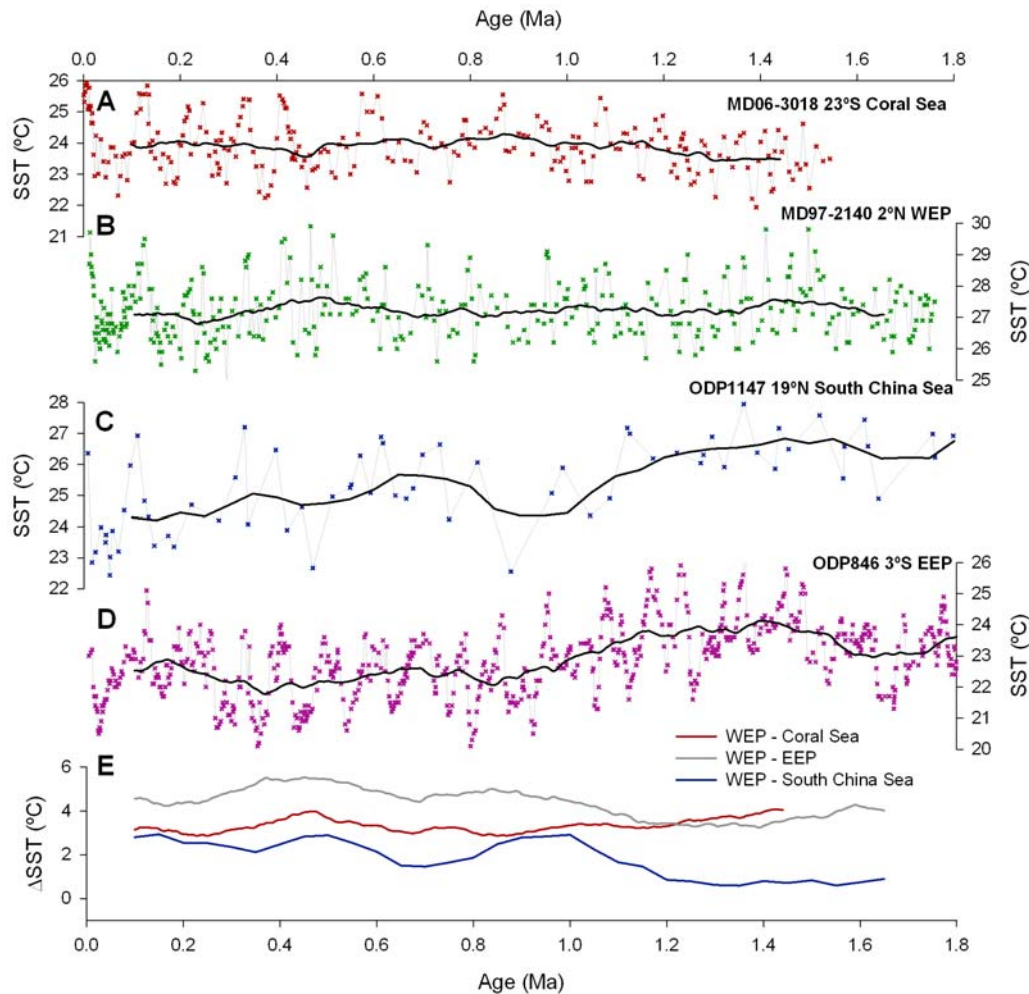 Age (Ma)
0.0 0.2 0.4 0.6 0.8 1.0 1.2 1.4 1.6 1.8
A
MD06-3018 23ºS Coral Sea
SST (ºC)
26
25
24
23
22
21
B
MD97-2140 2ºN WEP
30
29
28
27
26
25
SST (ºC)
C
ODP1147 19ºN South China Sea
SST (ºC)
28
27
26
25
24
23
22
D
ODP846 3ºS EEP
26
25
24
23
22
21
20
SST (ºC)
E
WEP - Coral Sea
WEP - EEP
WEP - South China Sea
ΔSST (ºC)
6
4
2
0
0.0 0.2 0.4 0.6 0.8 1.0 1.2 1.4 1.6 1.8
Age (Ma)